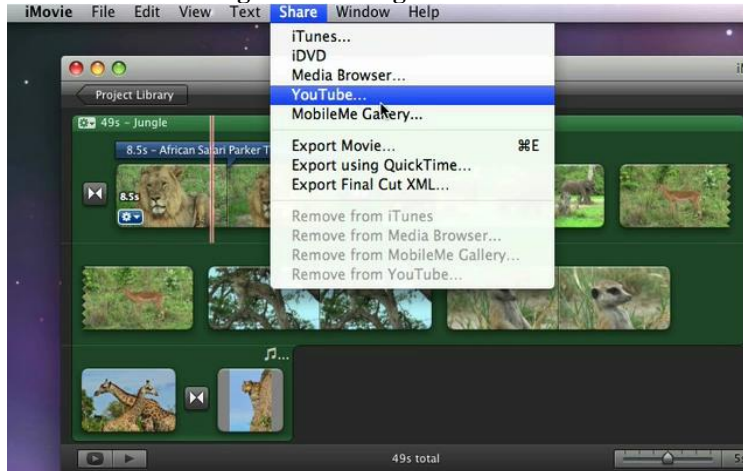 iMovie File Edit View Text Share Window Help
iTunes...
iDVD
Media Browser...
YouTube...
MobileMe Gallery...
Export Movie... ⌘E
Export using QuickTime...
Export Final Cut XML...
Remove from iTunes
Remove from Media Browser...
Remove from MobileMe Gallery...
Remove from YouTube...
Project Library
49s – Jungle
8.5s – African Safari Parker T
8.5s
49s total